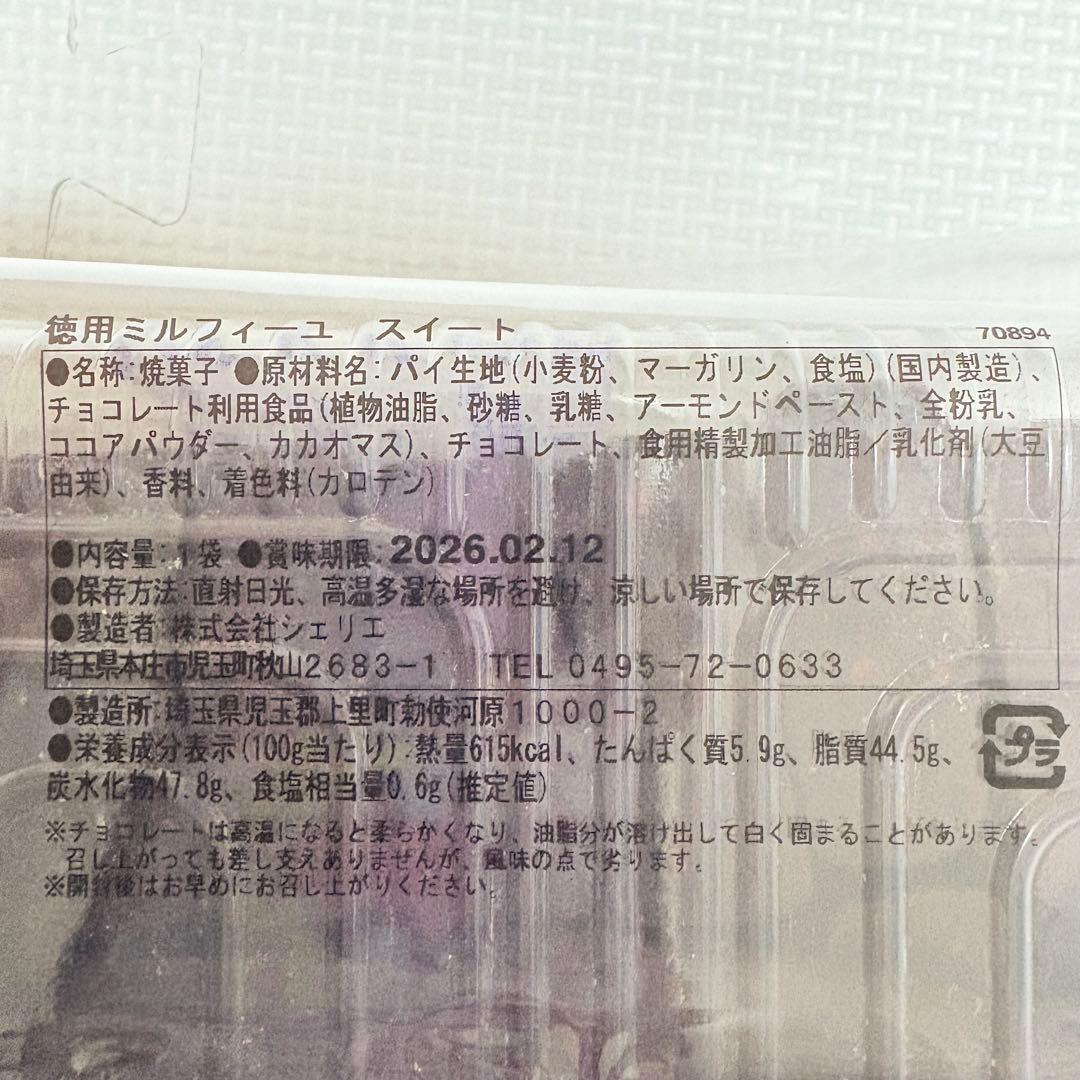 徳用ミルフィーユ　スイート 70894
●名称:焼菓子 ●原材料名:パイ生地(小麦粉、マーガリン、食塩)(国内製造)、
チョコレート利用食品(植物油脂、砂糖、乳糖、アーモンドペースト、全粉乳、
ココアパウダー、カカオマス)、チョコレート、食用精製加工油脂/乳化剤(大豆
由来)、香料、着色料(カロテン)
●内容量:1袋 ●賞味期限:2026.02.12
●保存方法:直射日光、高温多湿な場所を避け、涼しい場所で保存してください。
●製造者:株式会社シェリエ
埼玉県本庄市児玉町秋山2683-1 TEL 0495-72-0633
●製造所:埼玉県児玉郡上里町勅使河原1000-2
●栄養成分表示(100g当たり):熱量615kcal、たんぱく質5.9g、脂質44.5g、
炭水化物47.8g、食塩相当量0.6g(推定値)
プラ
※チョコレートは高温になると柔らかくなり、油脂分が溶け出して白く固まることがあります。
召し上がっても差し支えありませんが、風味の点で劣ります。
※開封後はお早めにお召し上がりください。